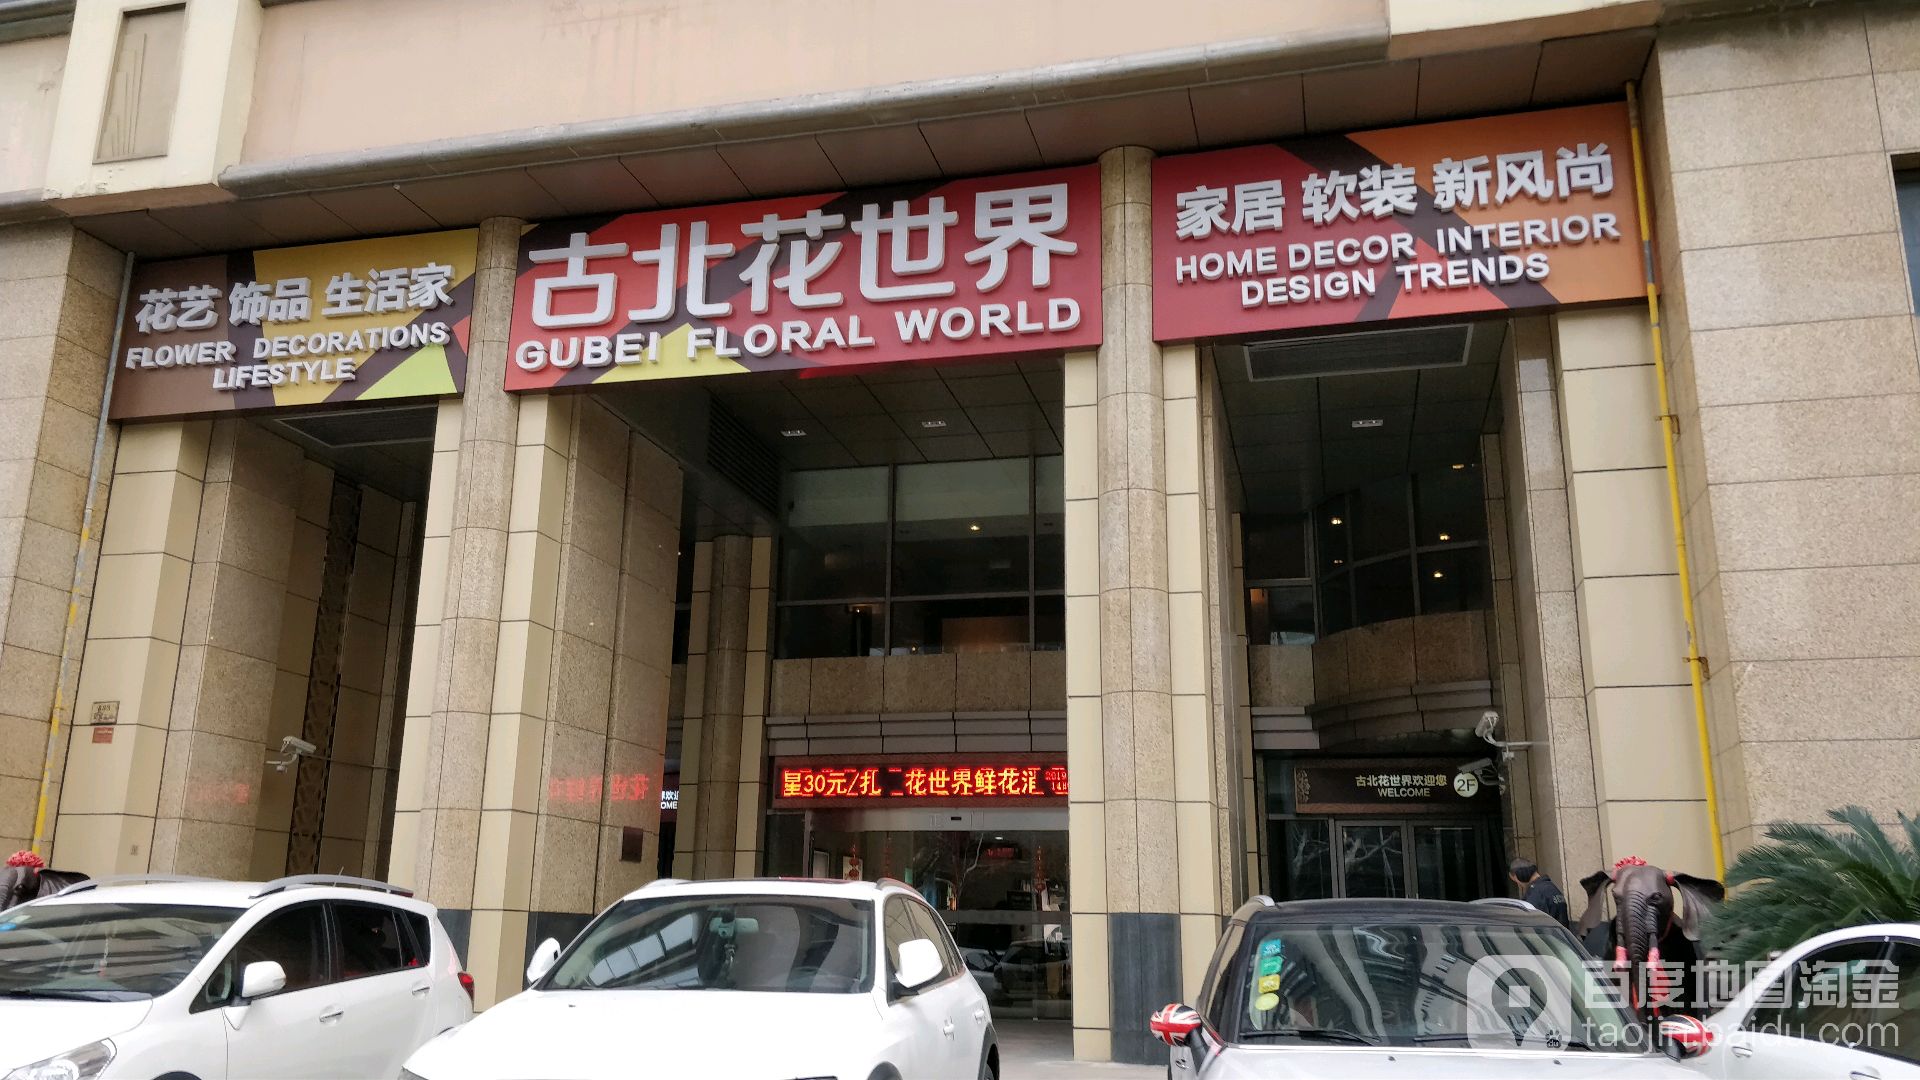 花艺 饰品 生活家
FLOWER DECORATIONS
LIFESTYLE
古北花世界
GUBEI FLORAL WORLD
家居 软装 新风尚
HOME DECOR INTERIOR
DESIGN TRENDS
星30元/扎 二花世界鲜花
2019
古北花世界欢迎您
WELCOME
2F
百度地图淘金
taojin.baidu.com